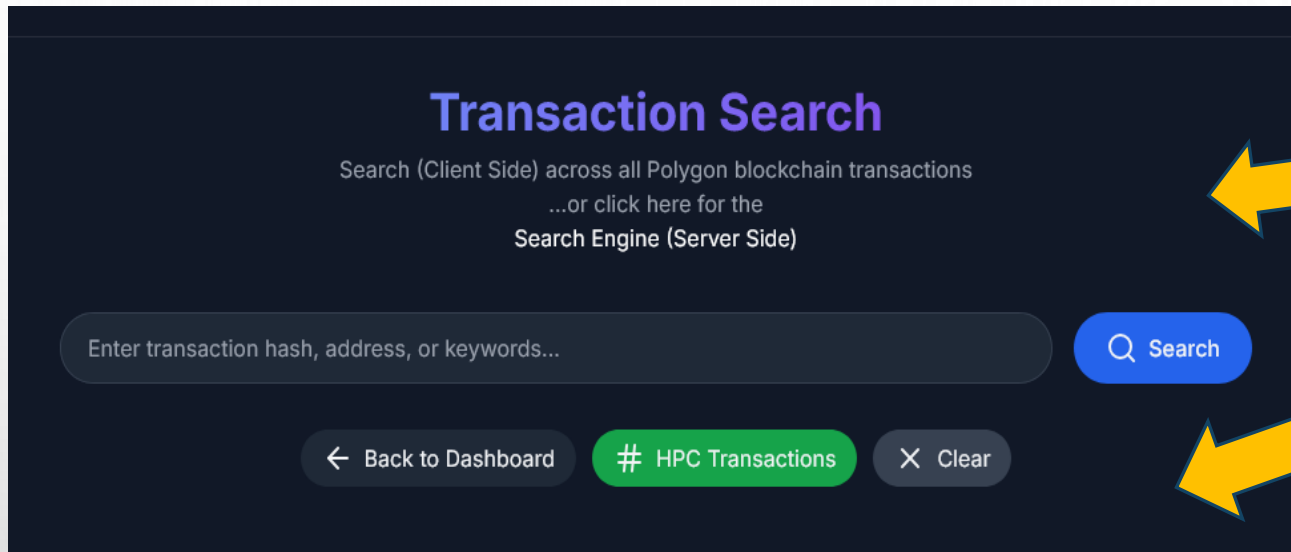 Transaction Search
Search (Client Side) across all Polygon blockchain transactions
...or click here for the
Search Engine (Server Side)
Enter transaction hash, address, or keywords...
Search
Back to Dashboard
# HPC Transactions
Clear